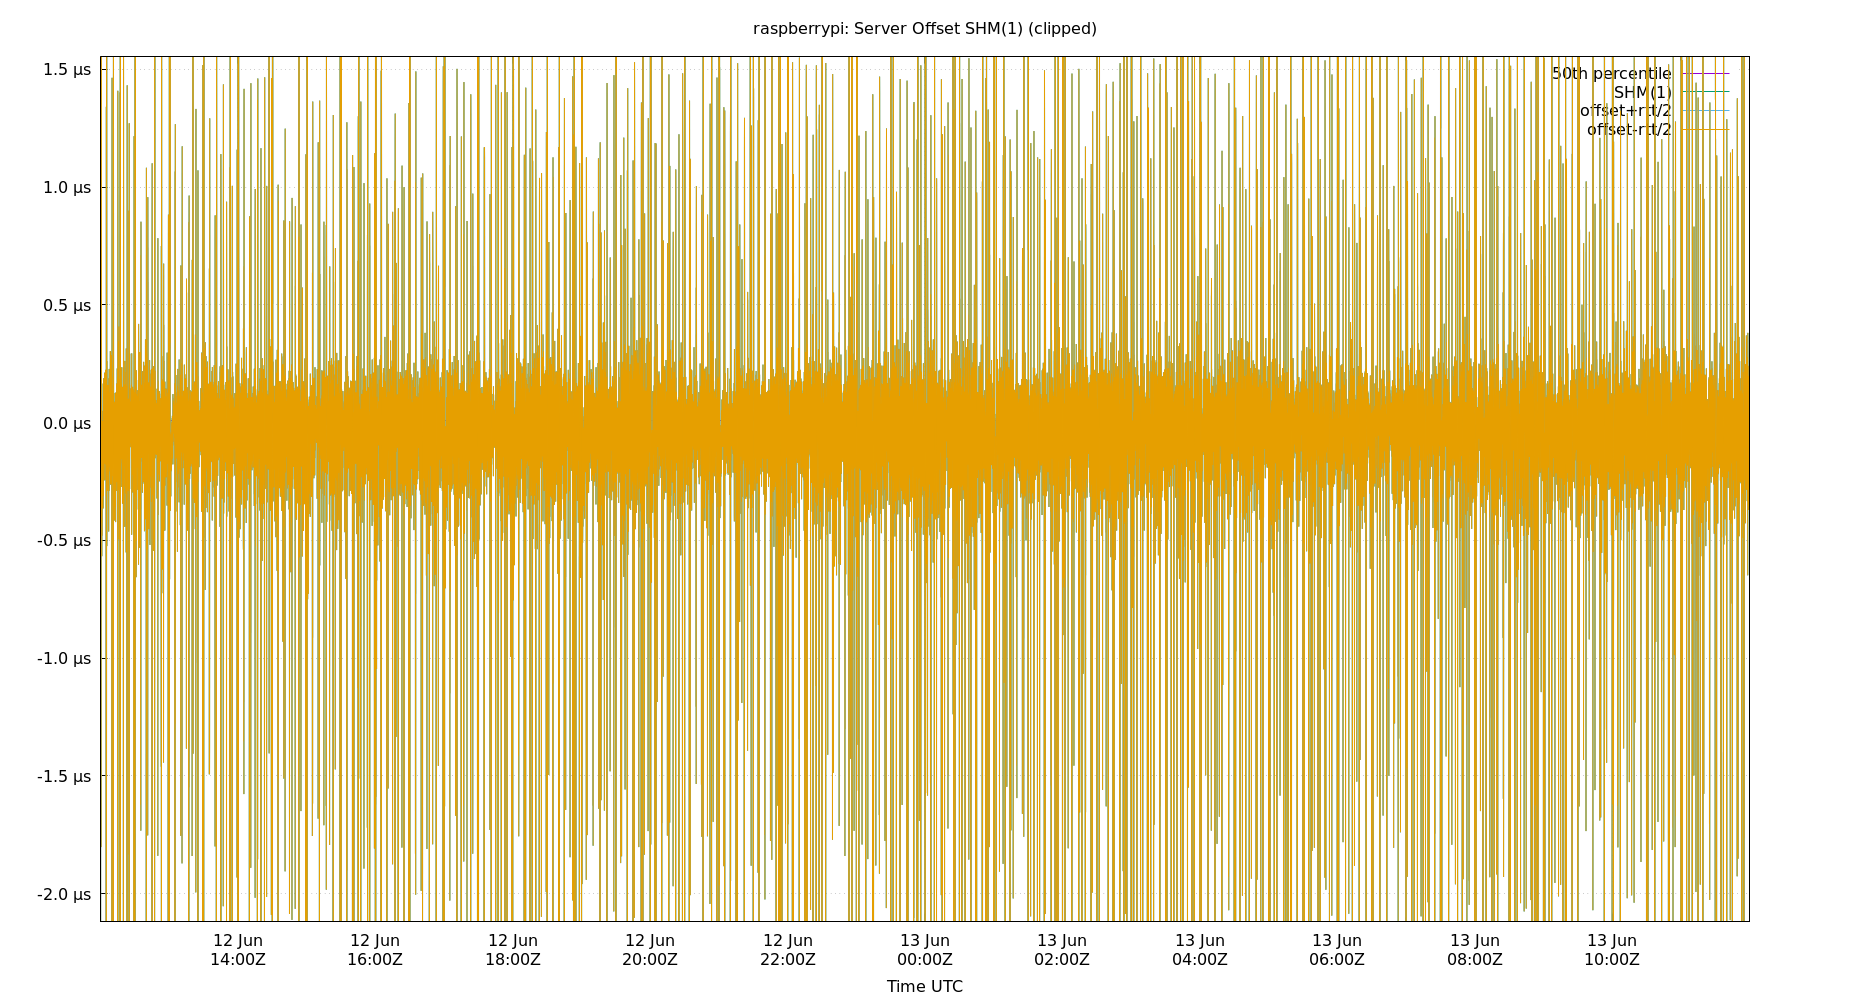 raspberrypi: Server Offset SHM(1) (clipped)
1.5 µs
1.0 µs
0.5 µs
0.0 µs
-0.5 µs
-1.0 µs
-1.5 µs
-2.0 µs
50th percentile
SHM(1)
offset+rtt/2
offset-rtt/2
12 Jun 12 Jun 12 Jun 12 Jun 12 Jun 13 Jun 13 Jun 13 Jun 13 Jun 13 Jun 13 Jun
14:00Z 16:00Z 18:00Z 20:00Z 22:00Z 00:00Z 02:00Z 04:00Z 06:00Z 08:00Z 10:00Z
Time UTC